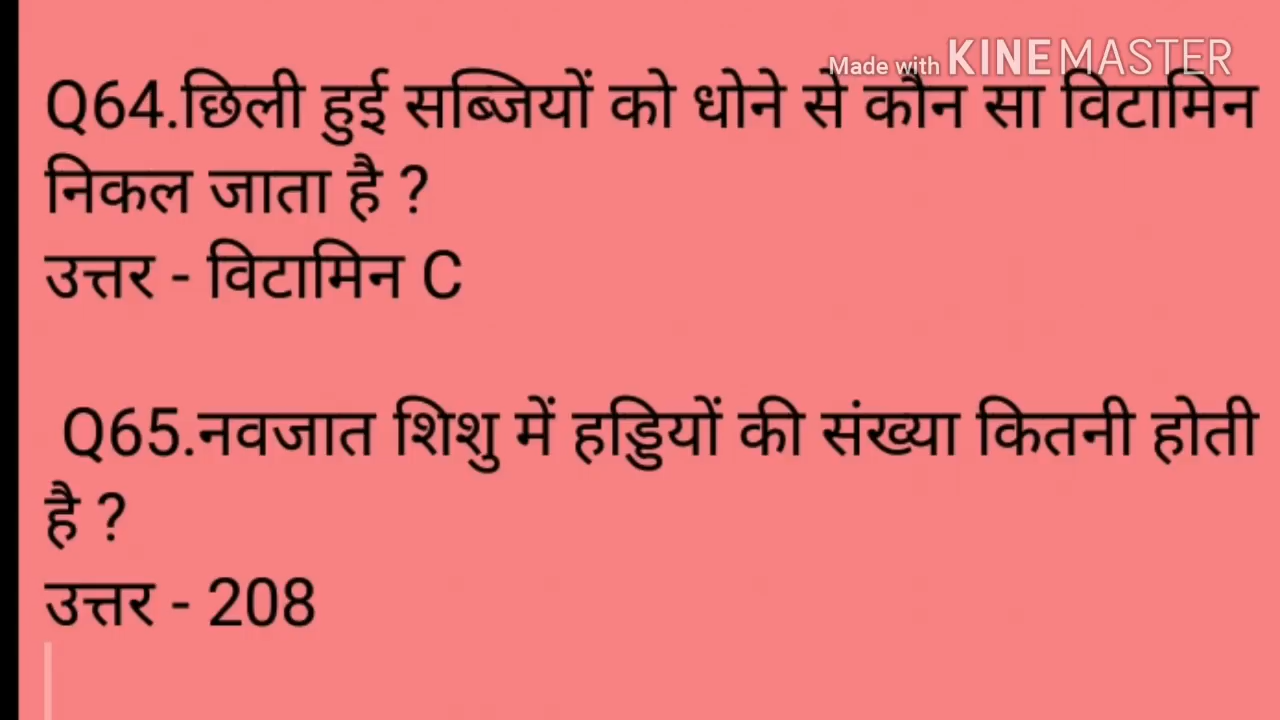 Made with KINEMASTER
Q64.छिली हुई सब्जियों को धोने से कौन सा विटामिन
निकल जाता है ?
उत्तर - विटामिन C
Q65.नवजात शिशु में हड्डियों की संख्या कितनी होती
है ?
उत्तर - 208